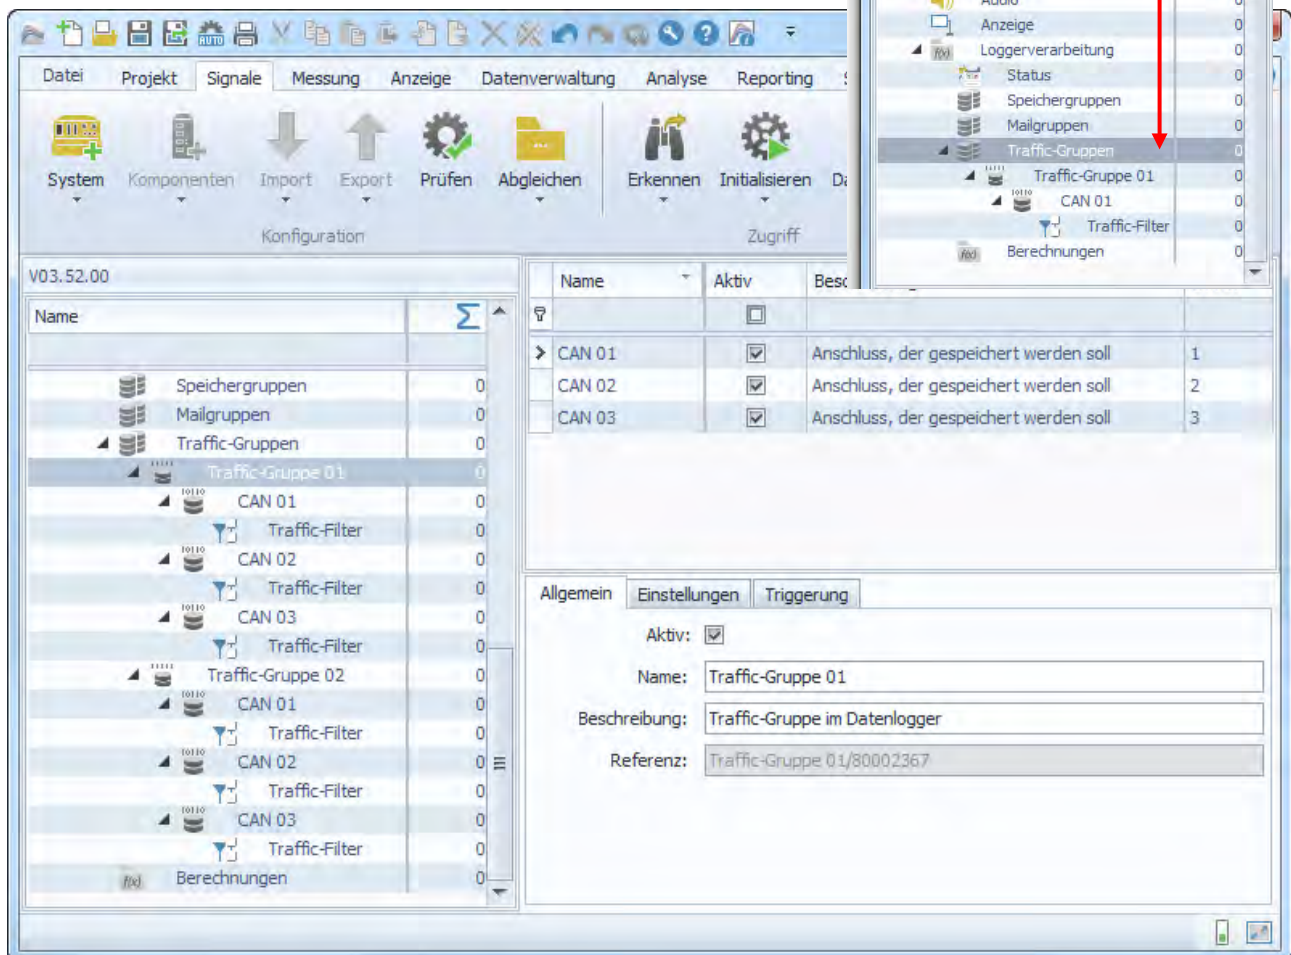 Audio 0
Anzeige 0
Loggerverarbeitung 0
Status 0
Speichergruppen 0
Mailgruppen 0
Traffic-Gruppen 0
Traffic-Gruppe 01 0
CAN 01 0
Traffic-Filter 0
Berechnungen 0
Datei Projekt Signale Messung Anzeige Datenverwaltung Analyse Reporting
System Komponenten Import Export Prüfen Abgleichen Erkennen Initialisieren
Konfiguration Zugriff
V03.52.00
Name Σ
Speichergruppen 0
Mailgruppen 0
Traffic-Gruppen 0
Traffic-Gruppe 01 0
CAN 01 0
Traffic-Filter 0
CAN 02 0
Traffic-Filter 0
CAN 03 0
Traffic-Filter 0
Traffic-Gruppe 02 0
CAN 01 0
Traffic-Filter 0
CAN 02 0
Traffic-Filter 0
CAN 03 0
Traffic-Filter 0
Berechnungen 0
Name Aktiv
CAN 01 Anschluss, der gespeichert werden soll 1
CAN 02 Anschluss, der gespeichert werden soll 2
CAN 03 Anschluss, der gespeichert werden soll 3
Allgemein Einstellungen Triggerung
Aktiv:
Name: Traffic-Gruppe 01
Beschreibung: Traffic-Gruppe im Datenlogger
Referenz: Traffic-Gruppe 01/80002367